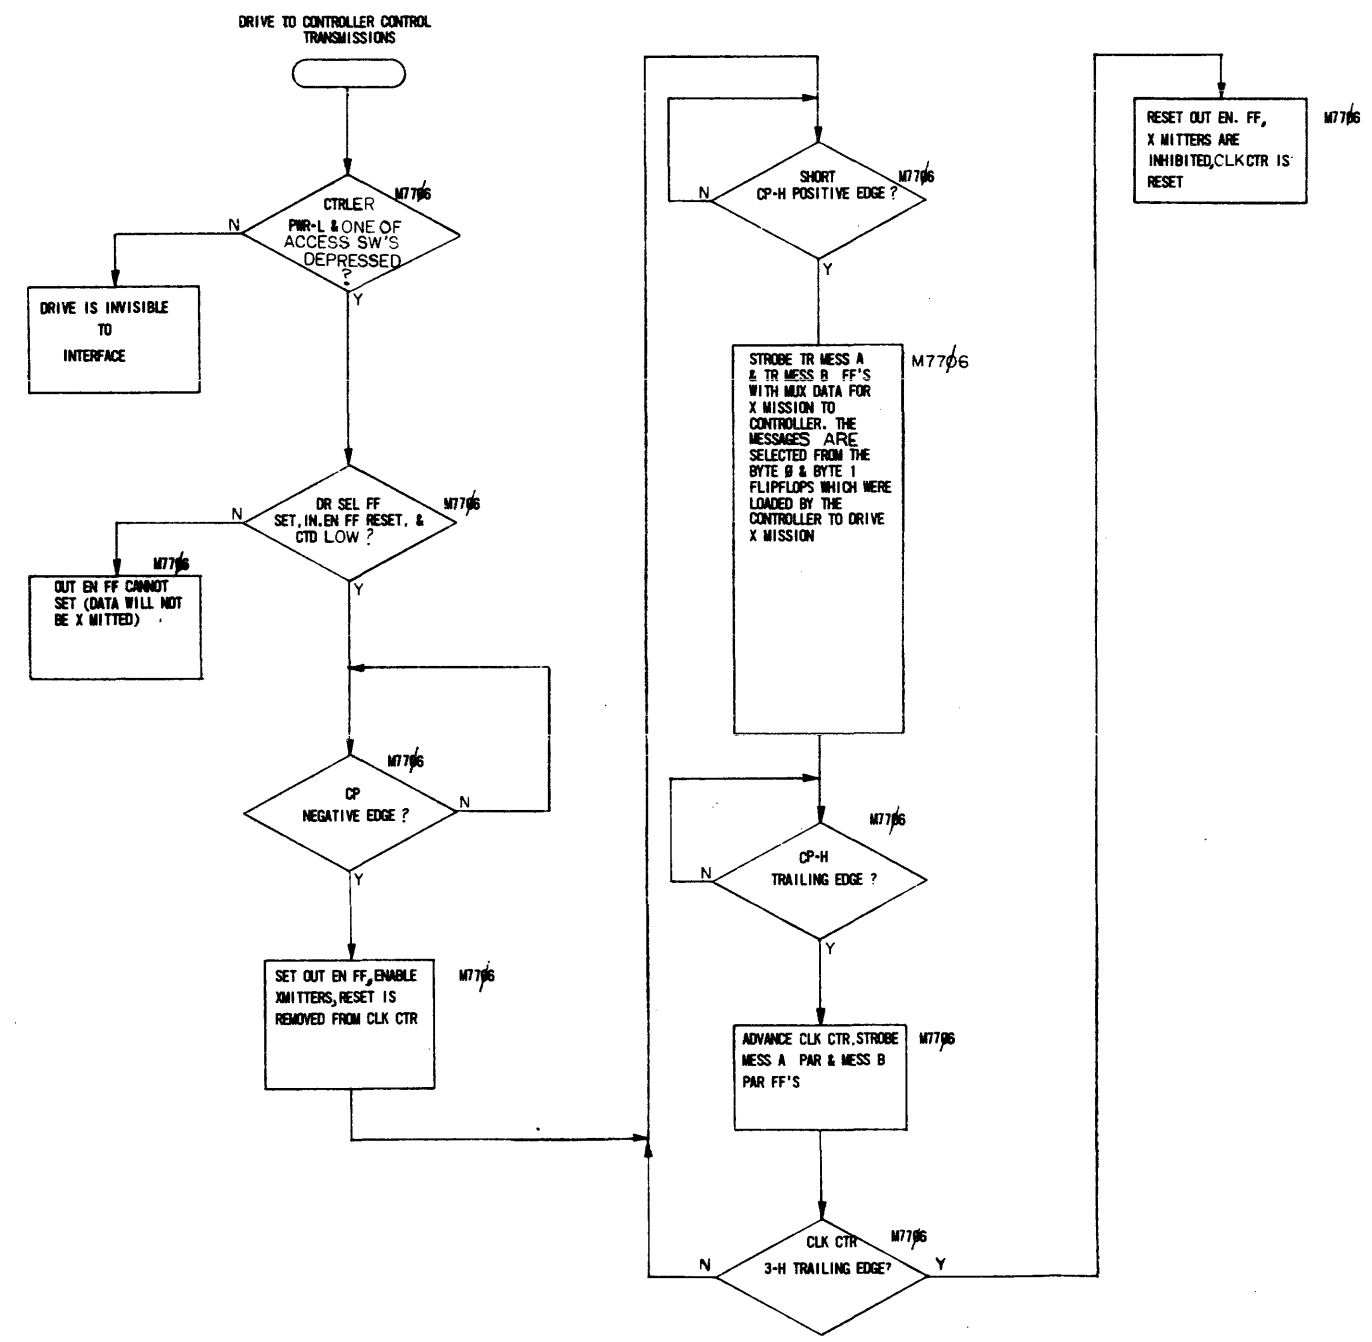 DRIVE TO CONTROLLER CONTROL
TRANSMISSIONS
M7706
CTRLER
PWR-L & ONE OF
ACCESS SW'S
DEPRESSED
?
N
Y
DRIVE IS INVISIBLE
TO
INTERFACE
M7706
DR SEL FF
SET, IN.EN FF RESET, &
CTD LOW ?
N
Y
M7706
OUT EN FF CANNOT
SET (DATA WILL NOT
BE X MITTED)
M7706
CP
NEGATIVE EDGE ?
N
Y
M7706
SET OUT EN FF, ENABLE
XMITTERS, RESET IS
REMOVED FROM CLK CTR
M7706
SHORT
CP-H POSITIVE EDGE ?
N
Y
M7706
STROBE TR MESS A
& TR MESS B FF'S
WITH MUX DATA FOR
X MISSION TO
CONTROLLER. THE
MESSAGES ARE
SELECTED FROM THE
BYTE 0 & BYTE 1
FLIPFLOPS WHICH WERE
LOADED BY THE
CONTROLLER TO DRIVE
X MISSION
M7706
CP-H
TRAILING EDGE ?
N
Y
M7706
ADVANCE CLK CTR, STROBE
MESS A PAR & MESS B
PAR FF'S
M7706
CLK CTR
3-H TRAILING EDGE?
N
Y
M7706
RESET OUT EN. FF,
X MITTERS ARE
INHIBITED, CLK CTR IS
RESET